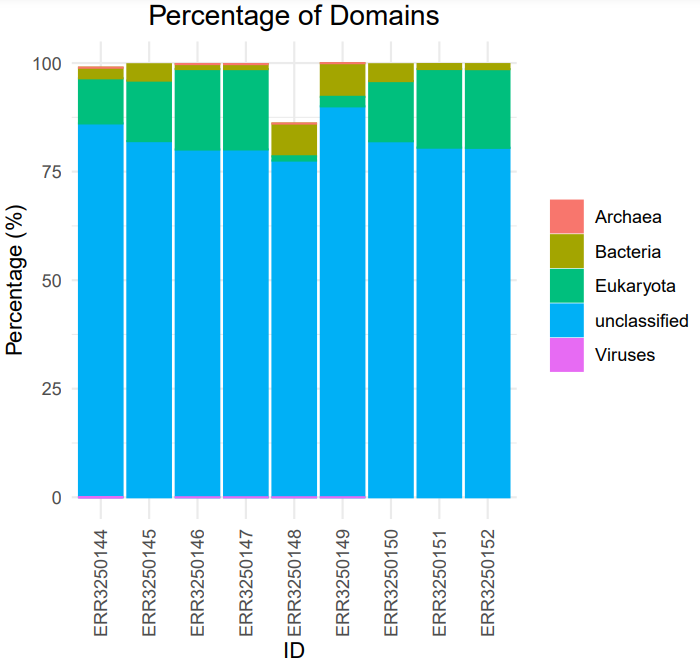 Percentage of Domains
Percentage (%)
100
75
50
25
0
ERR3250144
ERR3250145
ERR3250146
ERR3250147
ERR3250148
ERR3250149
ERR3250150
ERR3250151
ERR3250152
ID
Archaea
Bacteria
Eukaryota
unclassified
Viruses